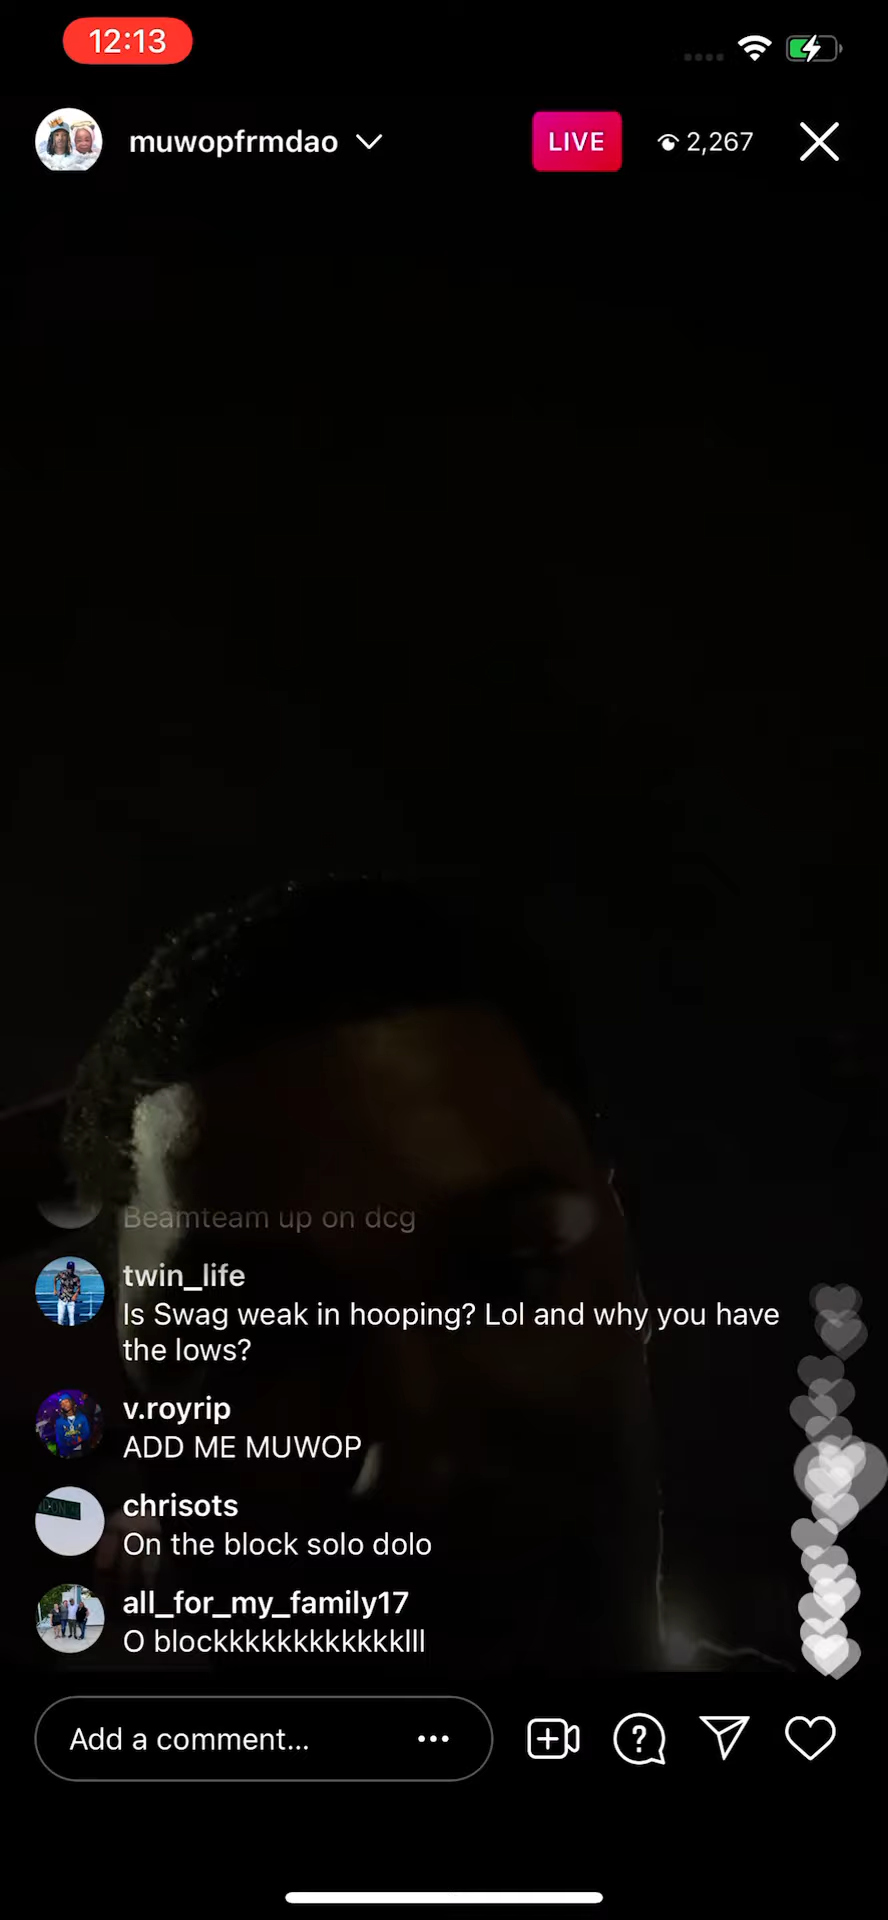 12:13
muwopfrmdao
LIVE
2,267
Beamteam up on dcg
twin_life
Is Swag weak in hooping? Lol and why you have
the lows?
v.royrip
ADD ME MUWOP
chrisots
On the block solo dolo
all_for_my_family17
O blockkkkkkkkkkkklll
Add a comment...